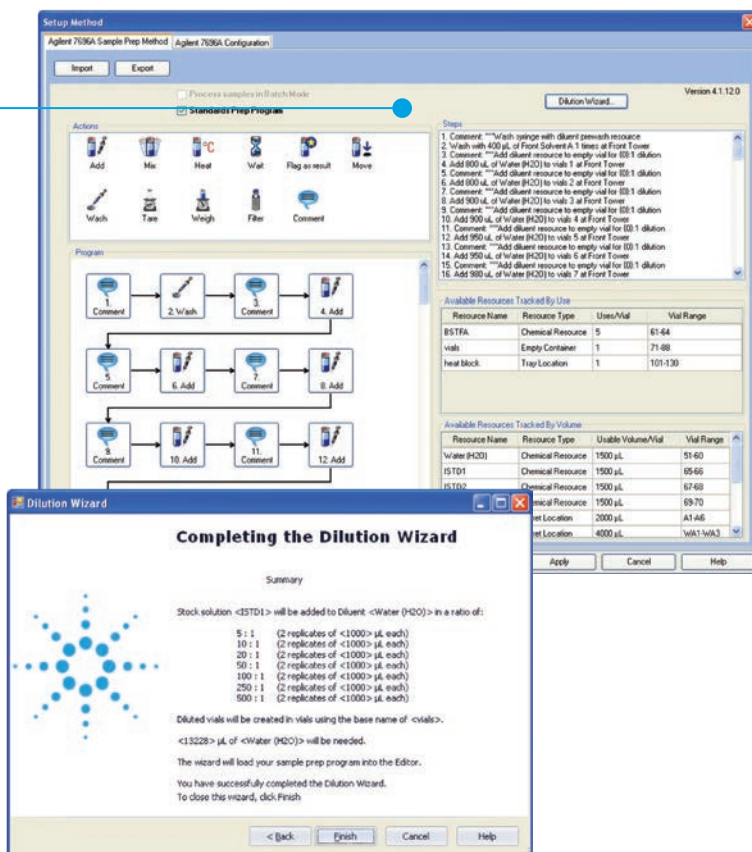 Setup Method
Agilent 7696A Sample Prep Method Agilent 7696A Configuration
Import Export
Process samples in Batch Mode
Standards Prep Program
Dilution Wizard...
Version 4.1.12.0
Actions
Add Mix Heat Wait Flag as result Move
°C
Wash Tare Weigh Filter Comment
Program
1. Comment 2. Wash 3. Comment 4. Add
5. Comment 6. Add 7. Comment 8. Add
9. Comment 10. Add 11. Comment 12. Add
Steps
1. Comment: """Wash syringe with diluent prewash resource
2. Wash with 400 µL of Front Solvent A 1 times at Front Tower
3. Comment: """Add diluent resource to empty vial for {0}:1 dilution
4. Add 800 uL of Water (H2O) to vials 1 at Front Tower
5. Comment: """Add diluent resource to empty vial for {0}:1 dilution
6. Add 800 uL of Water (H2O) to vials 2 at Front Tower
7. Comment: """Add diluent resource to empty vial for {0}:1 dilution
8. Add 900 uL of Water (H2O) to vials 3 at Front Tower
9. Comment: """Add diluent resource to empty vial for {0}:1 dilution
10. Add 900 uL of Water (H2O) to vials 4 at Front Tower
11. Comment: """Add diluent resource to empty vial for {0}:1 dilution
12. Add 950 uL of Water (H2O) to vials 5 at Front Tower
13. Comment: """Add diluent resource to empty vial for {0}:1 dilution
14. Add 950 uL of Water (H2O) to vials 6 at Front Tower
15. Comment: """Add diluent resource to empty vial for {0}:1 dilution
16. Add 980 uL of Water (H2O) to vials 7 at Front Tower
Available Resources Tracked By Use
Resource Name Resource Type Uses/Vial Vial Range
BSTFA Chemical Resource 5 61-64
vials Empty Container 1 71-88
heat block Tray Location 1 101-130
Available Resources Tracked By Volume
Resource Name Resource Type Usable Volume/Vial Vial Range
Water (H2O) Chemical Resource 1500 µL 51-60
ISTD1 Chemical Resource 1500 µL 65-66
ISTD2 Chemical Resource 1500 µL 67-68
Resource 1500 µL 69-70
Location 2000 µL A1-A6
Location 4000 µL WA1-WA3
Apply Cancel Help
Dilution Wizard
Completing the Dilution Wizard
Summary
Stock solution <ISTD1> will be added to Diluent <Water (H2O)> in a ratio of:
5 : 1 (2 replicates of <1000> µL each)
10 : 1 (2 replicates of <1000> µL each)
20 : 1 (2 replicates of <1000> µL each)
50 : 1 (2 replicates of <1000> µL each)
100 : 1 (2 replicates of <1000> µL each)
250 : 1 (2 replicates of <1000> µL each)
500 : 1 (2 replicates of <1000> µL each)
Diluted vials will be created in vials using the base name of <vials>.
<13228> µL of <Water (H2O)> will be needed.
The wizard will load your sample prep program into the Editor.
You have successfully completed the Dilution Wizard.
To close this wizard, click Finish
< Back Finish Cancel Help